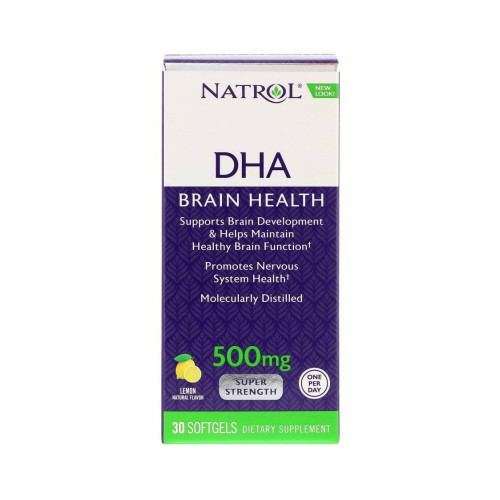 NATROL®
NEW
LOOK!
DHA
BRAIN HEALTH
Supports Brain Development
& Helps Maintain
Healthy Brain Function†
Promotes Nervous
System Health†
Molecularly Distilled
500mg
SUPER
STRENGTH
ONE
PER
DAY
LEMON
NATURAL FLAVOR
30 SOFTGELS DIETARY SUPPLEMENT